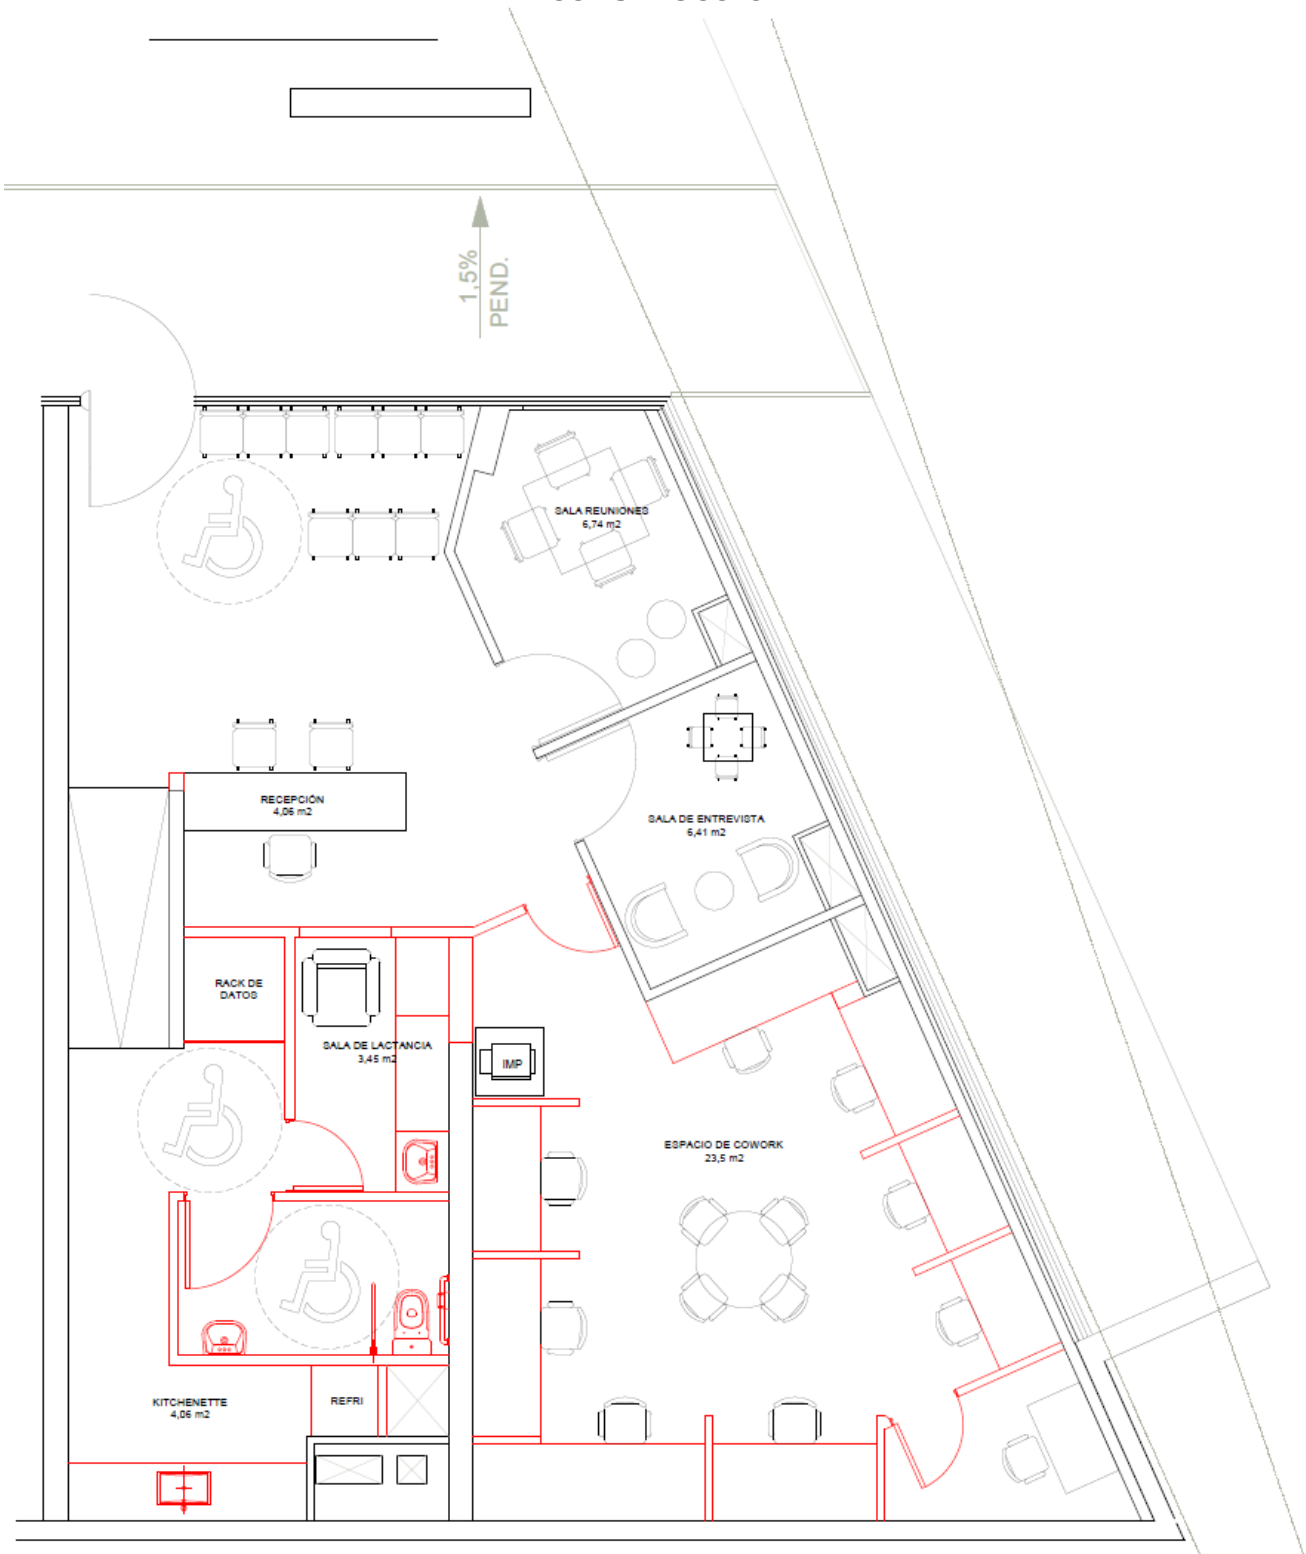 1,5%
PEND.
SALA REUNIONES
6,74 m2
RECEPCIÓN
4,06 m2
SALA DE ENTREVISTA
6,41 m2
RACK DE
DATOS
SALA DE LACTANCIA
3,45 m2
IMP
ESPACIO DE COWORK
23,5 m2
KITCHENETTE
4,06 m2
REFRI